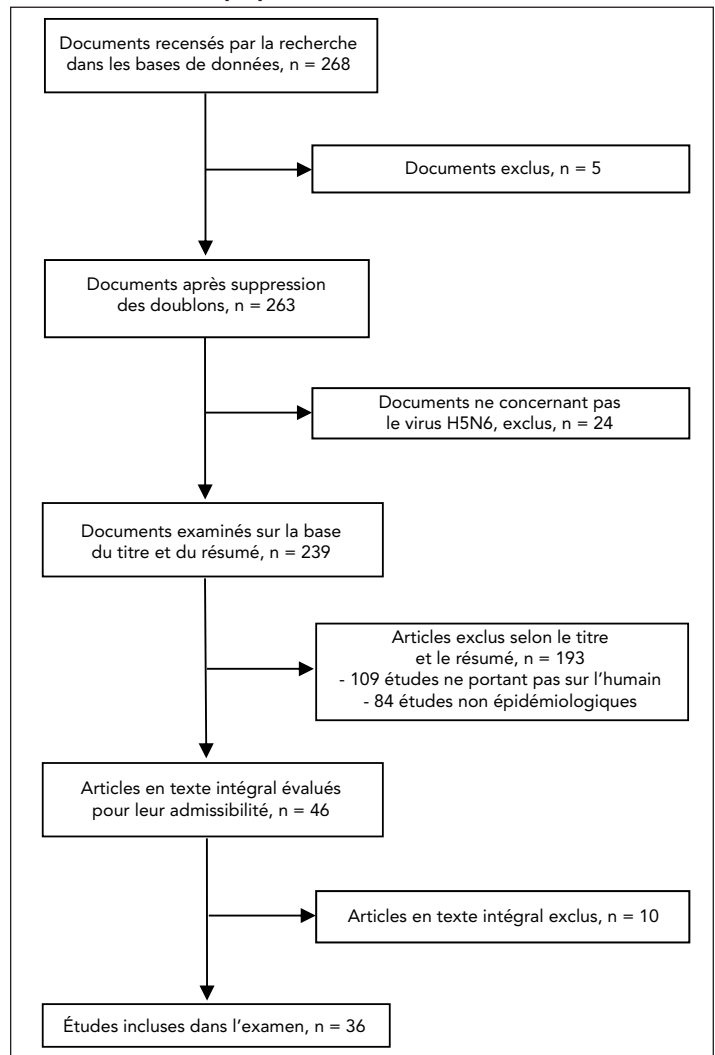 Documents recensés par la recherche
dans les bases de données, n = 268
Documents exclus, n = 5
Documents après suppression
des doublons, n = 263
Documents ne concernant pas
le virus H5N6, exclus, n = 24
Documents examinés sur la base
du titre et du résumé, n = 239
Articles exclus selon le titre
et le résumé, n = 193
- 109 études ne portant pas sur l'humain
- 84 études non épidémiologiques
Articles en texte intégral évalués
pour leur admissibilité, n = 46
Articles en texte intégral exclus, n = 10
Études incluses dans l'examen, n = 36